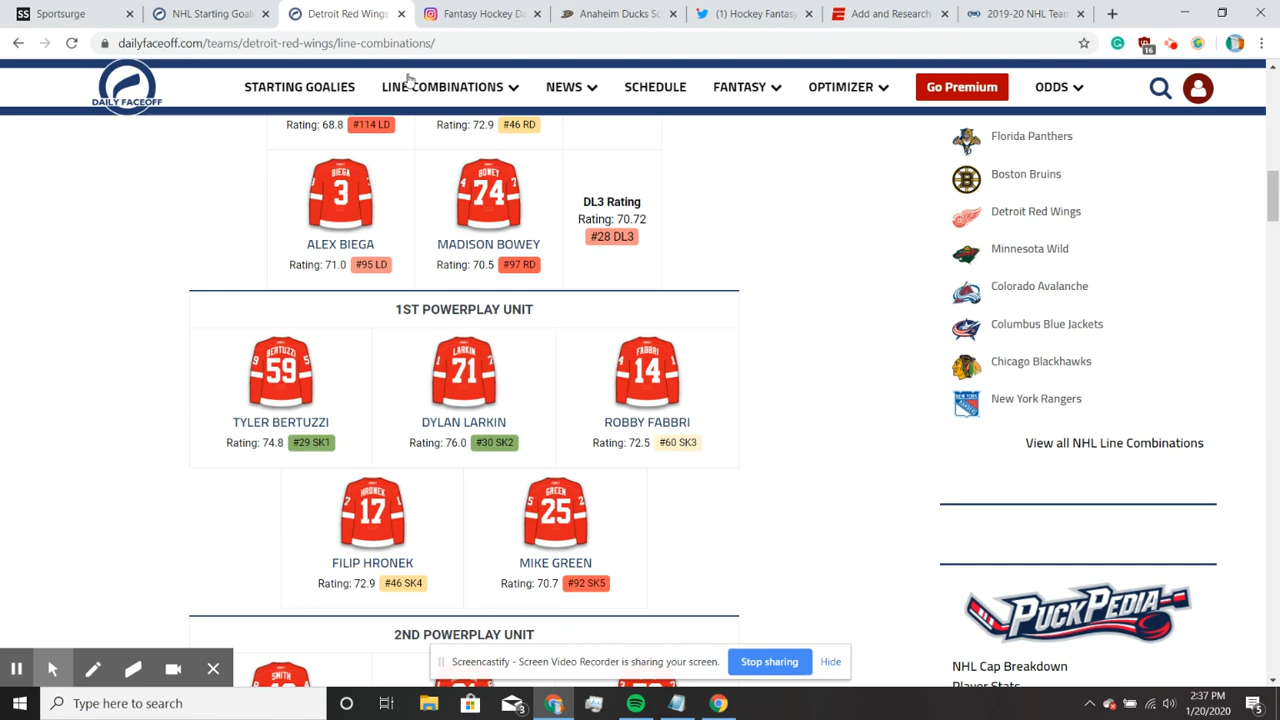 Sportsurge
NHL Starting Goali
Detroit Red Wings
Fantasy Hockey Da
Anaheim Ducks Sc
(1) Hockey Fantasy
Add and Research
2019-20 NHL Team
dailyfaceoff.com/teams/detroit-red-wings/line-combinations/
16
DAILY FACEOFF
STARTING GOALIES
LINE COMBINATIONS
NEWS
SCHEDULE
FANTASY
OPTIMIZER
Go Premium
ODDS
Rating: 68.8 #114 LD
Rating: 72.9 #46 RD
BIEGA
3
BOWEY
74
ALEX BIEGA
MADISON BOWEY
Rating: 71.0 #95 LD
Rating: 70.5 #97 RD
DL3 Rating
Rating: 70.72
#28 DL3
1ST POWERPLAY UNIT
BERTUZZI
59
LARKIN
71
FABBRI
14
TYLER BERTUZZI
DYLAN LARKIN
ROBBY FABBRI
Rating: 74.8 #29 SK1
Rating: 76.0 #30 SK2
Rating: 72.5 #60 SK3
HRONEK
17
GREEN
25
FILIP HRONEK
MIKE GREEN
Rating: 72.9 #46 SK4
Rating: 70.7 #92 SK5
2ND POWERPLAY UNIT
SMITH
Florida Panthers
Boston Bruins
Detroit Red Wings
Minnesota Wild
Colorado Avalanche
Columbus Blue Jackets
Chicago Blackhawks
New York Rangers
View all NHL Line Combinations
PUCKPEDIA
NHL Cap Breakdown
Player Stats
Screencastify - Screen Video Recorder is sharing your screen.
Stop sharing
Hide
Type here to search
3
2:37 PM
1/20/2020
5